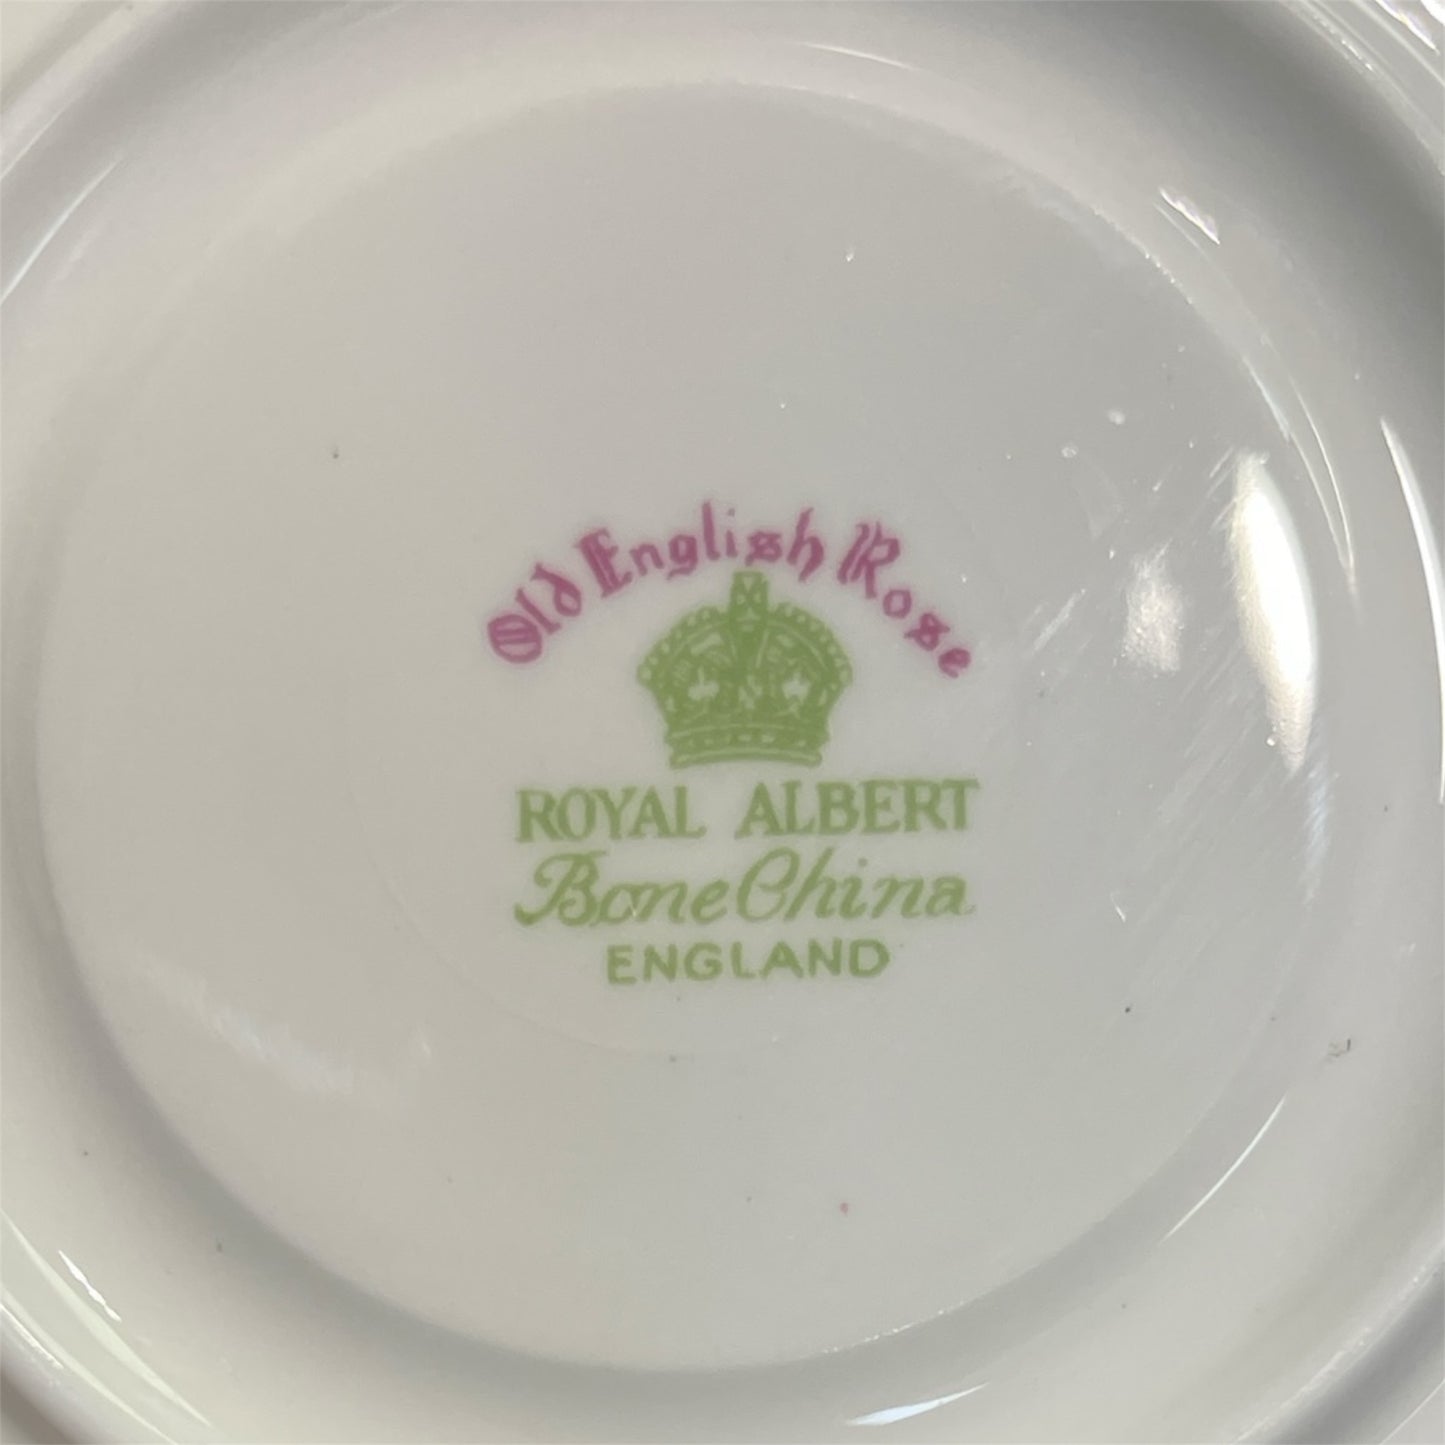 Old English Rose
ROYAL ALBERT
Bone China
ENGLAND